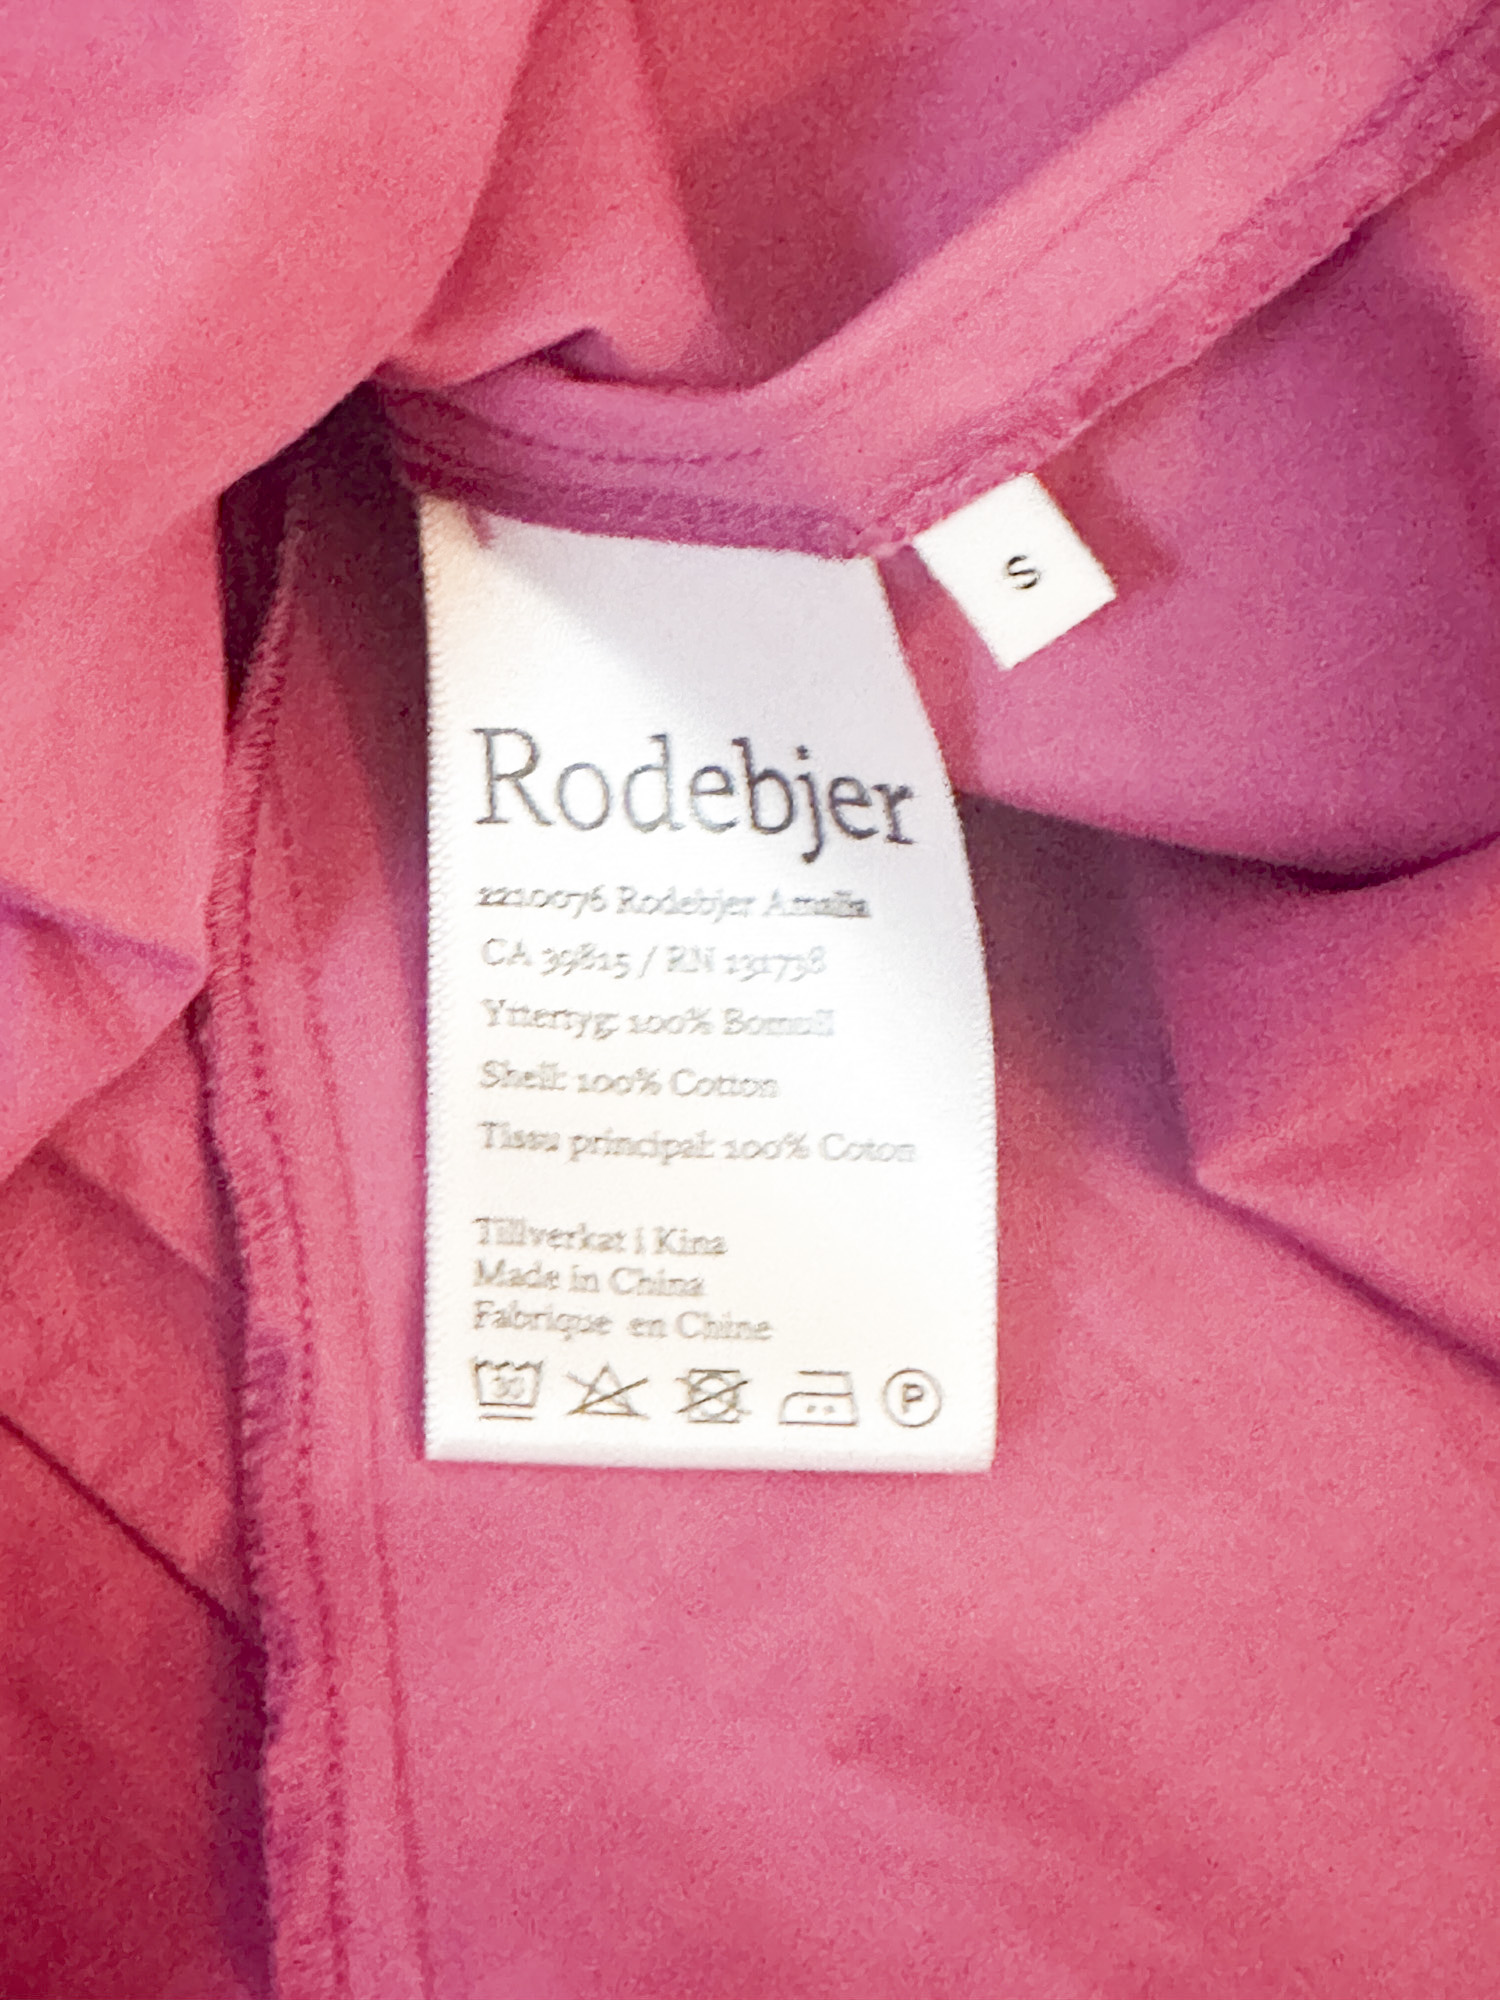 S
Rodebjer
2210076 Rodebjer Amalia
CA 39815 / RN 131738
Yttertyg: 100% Bomull
Shell: 100% Cotton
Tissu principal: 100% Coton
Tillverkat i Kina
Made in China
Fabrique en Chine
30
P